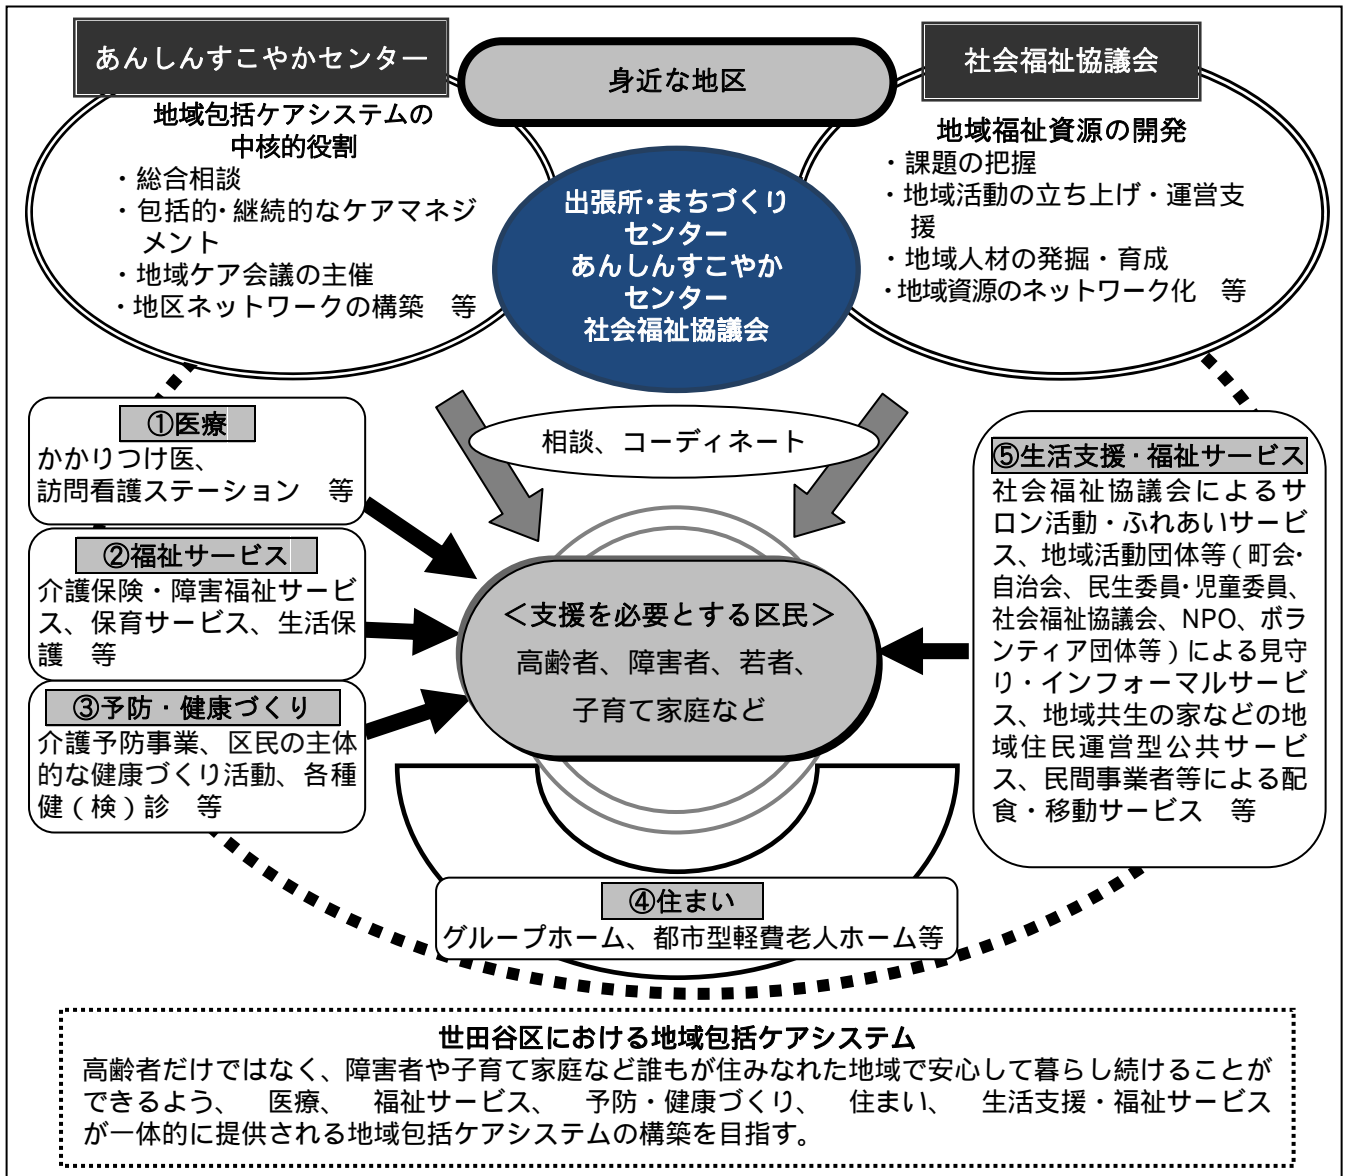 あんしんすこやかセンター
身近な地区
社会福祉協議会
地域包括ケアシステムの
中核的役割
・総合相談
・包括的・継続的なケアマネジ
メント
・地域ケア会議の主催
・地区ネットワークの構築　等
出張所・まちづくり
センター
あんしんすこやか
センター
社会福祉協議会
地域福祉資源の開発
・課題の把握
・地域活動の立ち上げ・運営支
援
・地域人材の発掘・育成
・地域資源のネットワーク化　等
相談、コーディネート
①医療
かかりつけ医、
訪問看護ステーション　等
②福祉サービス
介護保険・障害福祉サービ
ス、保育サービス、生活保
護　等
③予防・健康づくり
介護予防事業、区民の主体
的な健康づくり活動、各種
健（検）診　等
＜支援を必要とする区民＞
高齢者、障害者、若者、
子育て家庭など
⑤生活支援・福祉サービス
社会福祉協議会によるサ
ロン活動・ふれあいサービ
ス、地域活動団体等（町会・
自治会、民生委員・児童委員、
社会福祉協議会、NPO、ボラ
ンティア団体等）による見守
り・インフォーマルサービ
ス、地域共生の家などの地
域住民運営型公共サービ
ス、民間事業者等による配
食・移動サービス　等
④住まい
グループホーム、都市型軽費老人ホーム等
世田谷区における地域包括ケアシステム
高齢者だけではなく、障害者や子育て家庭など誰もが住みなれた地域で安心して暮らし続けることが
できるよう、　医療、　福祉サービス、　予防・健康づくり、　住まい、　生活支援・福祉サービス
が一体的に提供される地域包括ケアシステムの構築を目指す。